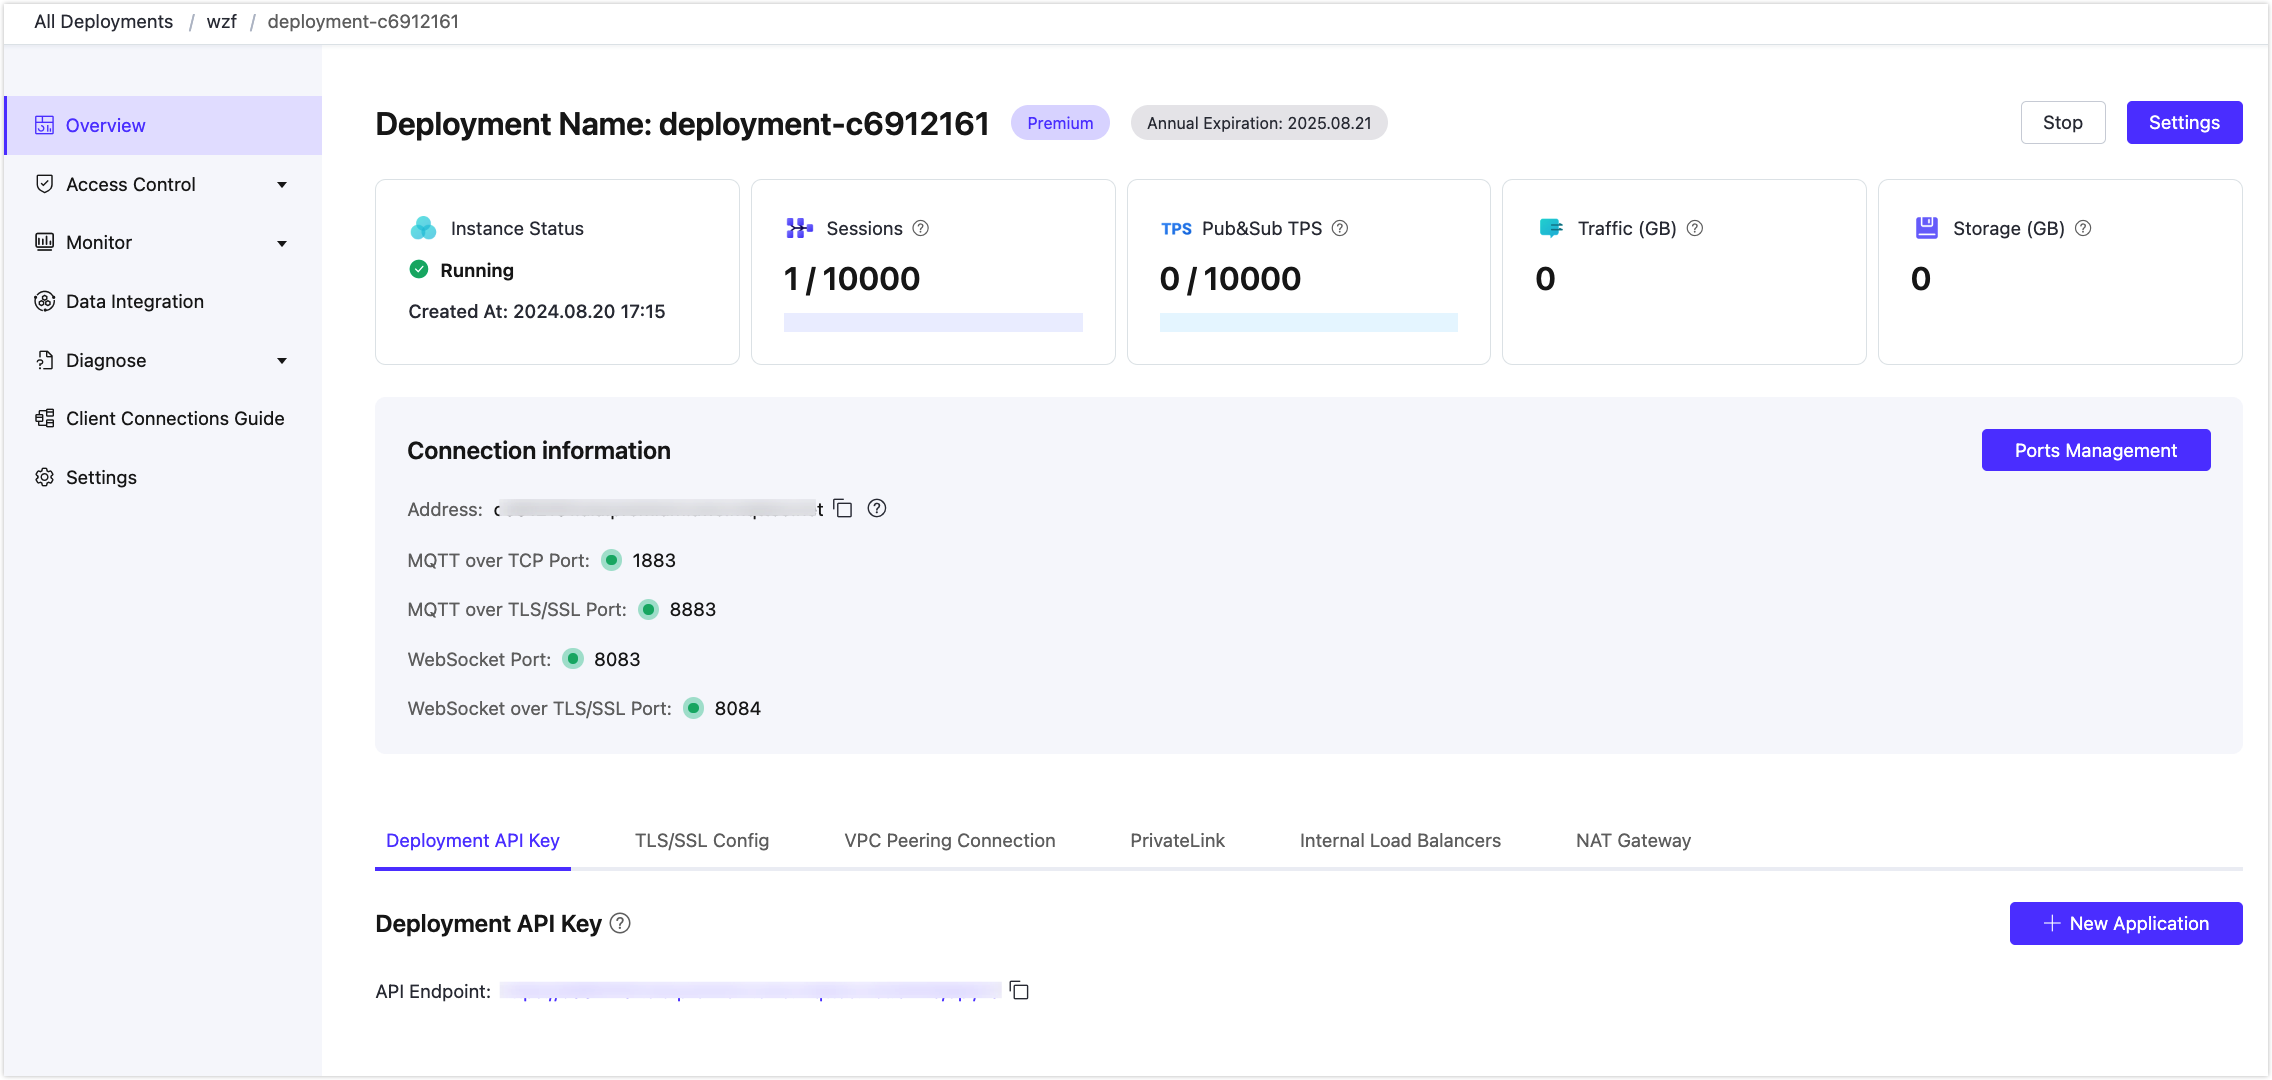 All Deployments / wzf / deployment-c6912161
Overview
Access Control
Monitor
Data Integration
Diagnose
Client Connections Guide
Settings
Deployment Name: deployment-c6912161
Premium
Annual Expiration: 2025.08.21
Stop
Settings
Instance Status
Running
Created At: 2024.08.20 17:15
Sessions
1 / 10000
TPS Pub&Sub TPS
0 / 10000
Traffic (GB)
0
Storage (GB)
0
Connection information
Ports Management
Address:
MQTT over TCP Port: 1883
MQTT over TLS/SSL Port: 8883
WebSocket Port: 8083
WebSocket over TLS/SSL Port: 8084
Deployment API Key
TLS/SSL Config
VPC Peering Connection
PrivateLink
Internal Load Balancers
NAT Gateway
Deployment API Key
New Application
API Endpoint: